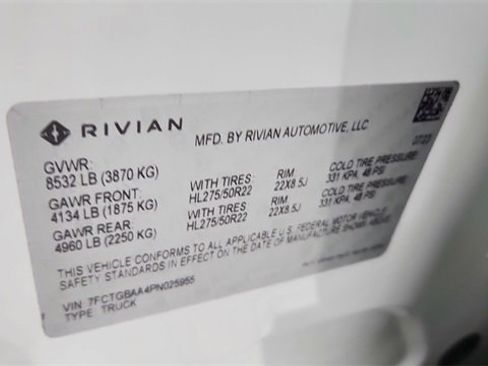 RIVIAN
MFD. BY RIVIAN AUTOMOTIVE, LLC
07/23
GVWR:
8532 LB (3870 KG)
GAWR FRONT: WITH TIRES: RIM COLD TIRE PRESSURE:
4134 LB (1875 KG) HL275/50R22 22X8.5J 331 KPA, 48 PSI
GAWR REAR: WITH TIRES: RIM COLD TIRE PRESSURE:
4960 LB (2250 KG) HL275/50R22 22X8.5J 331 KPA, 48 PSI
THIS VEHICLE CONFORMS TO ALL APPLICABLE U.S. FEDERAL MOTOR VEHICLE
SAFETY STANDARDS IN EFFECT ON THE DATE OF MANUFACTURE SHOWN ABOVE.
VIN: 7FCTGBAA4PN025955
TYPE: TRUCK